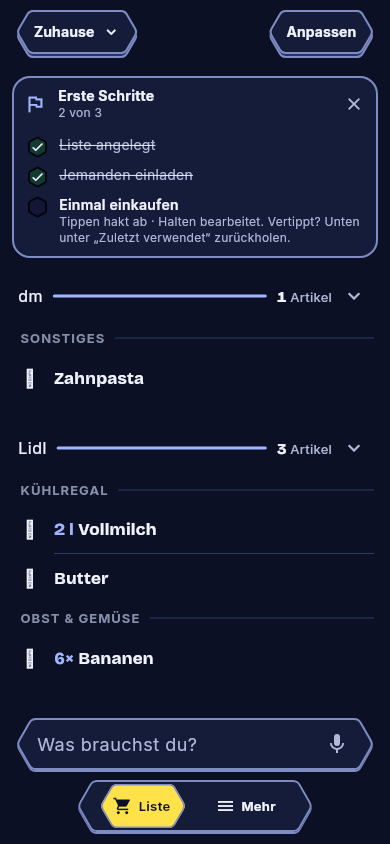 Zuhause
Anpassen
Erste Schritte
2 von 3
Liste angelegt
Jemanden einladen
Einmal einkaufen
Tippen hakt ab · Halten bearbeitet. Vertippt? Unten
unter „Zuletzt verwendet“ zurückholen.
dm
1 Artikel
SONSTIGES
Zahnpasta
Lidl
3 Artikel
KÜHLREGAL
2 l Vollmilch
Butter
OBST & GEMÜSE
6× Bananen
Was brauchst du?
Liste
Mehr